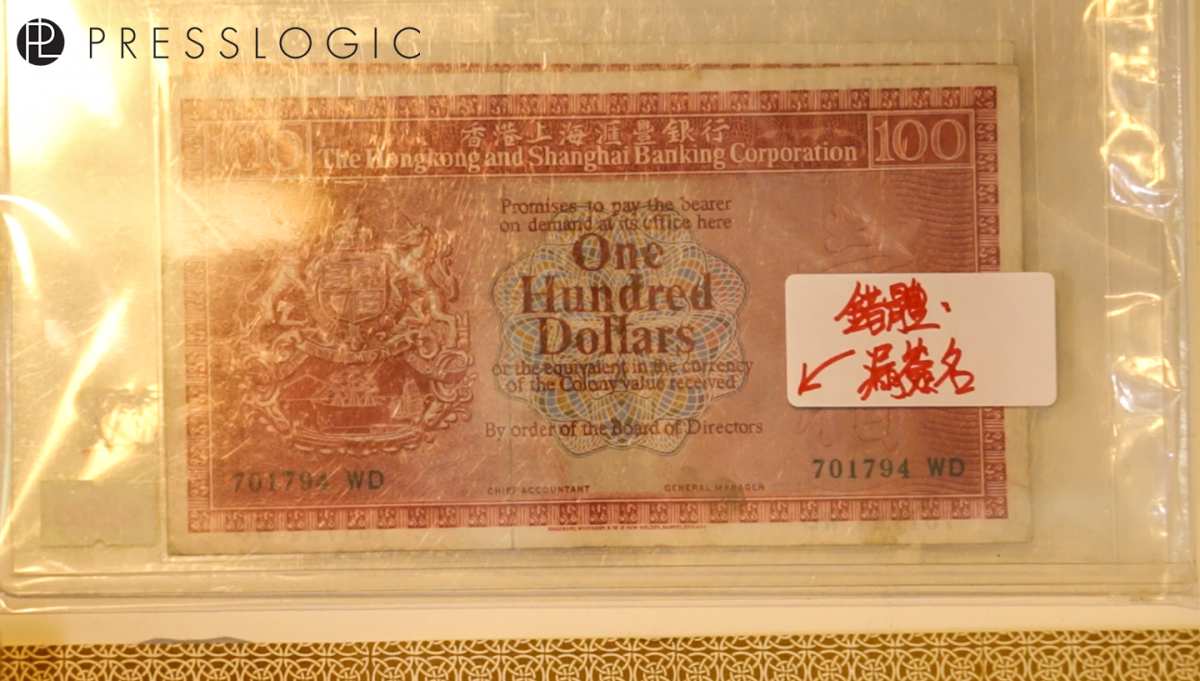 PRESSLOGIC
100 香港上海滙豐銀行 100
The Hongkong and Shanghai Banking Corporation
Promises to pay the bearer
on demand at its office here
One
Hundred
Dollars
or the equivalent in the currency
of the Colony value received
By order of the Board of Directors
錯體、
漏簽名
701794 WD
701794 WD
CHIEF ACCOUNTANT
GENERAL MANAGER